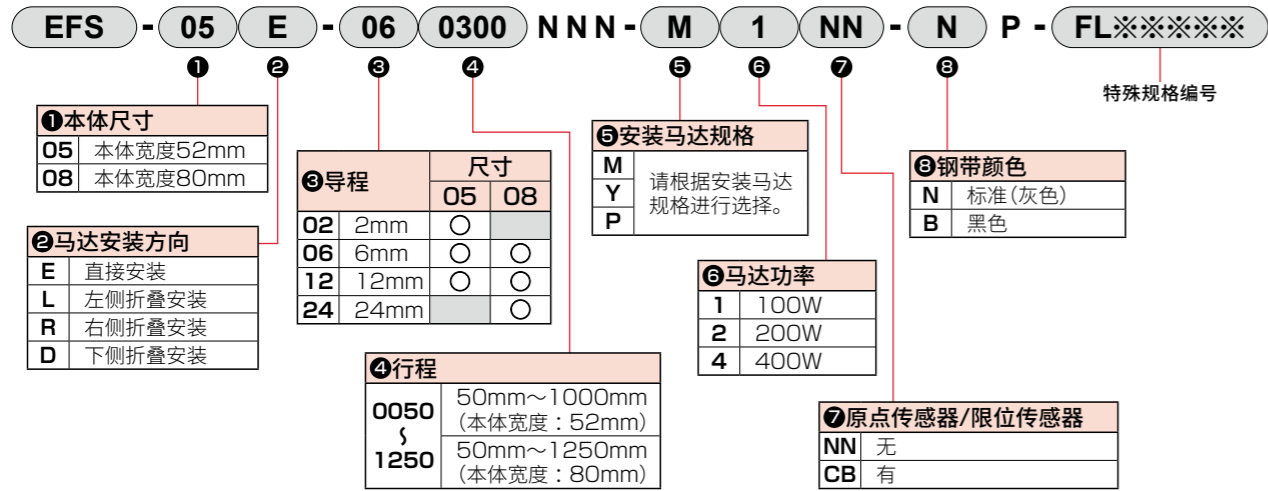 EFS - 05 E - 06 0300 NNN - M 1 NN - N P - FL※※※※※
❶ ❷ ❸ ❹ ❺ ❻ ❼ ❽
特殊规格编号
❶本体尺寸
05 本体宽度52mm
08 本体宽度80mm
❷马达安装方向
E 直接安装
L 左侧折叠安装
R 右侧折叠安装
D 下侧折叠安装
❸导程 尺寸
05 08
02 2mm ○
06 6mm ○ ○
12 12mm ○ ○
24 24mm ○
❹行程
0050 ～ 1250
50mm～1000mm
(本体宽度：52mm)
50mm～1250mm
(本体宽度：80mm)
❺安装马达规格
M
Y
P
请根据安装马达
规格进行选择。
❻马达功率
1 100W
2 200W
4 400W
❼原点传感器/限位传感器
NN 无
CB 有
❽钢带颜色
N 标准(灰色)
B 黑色